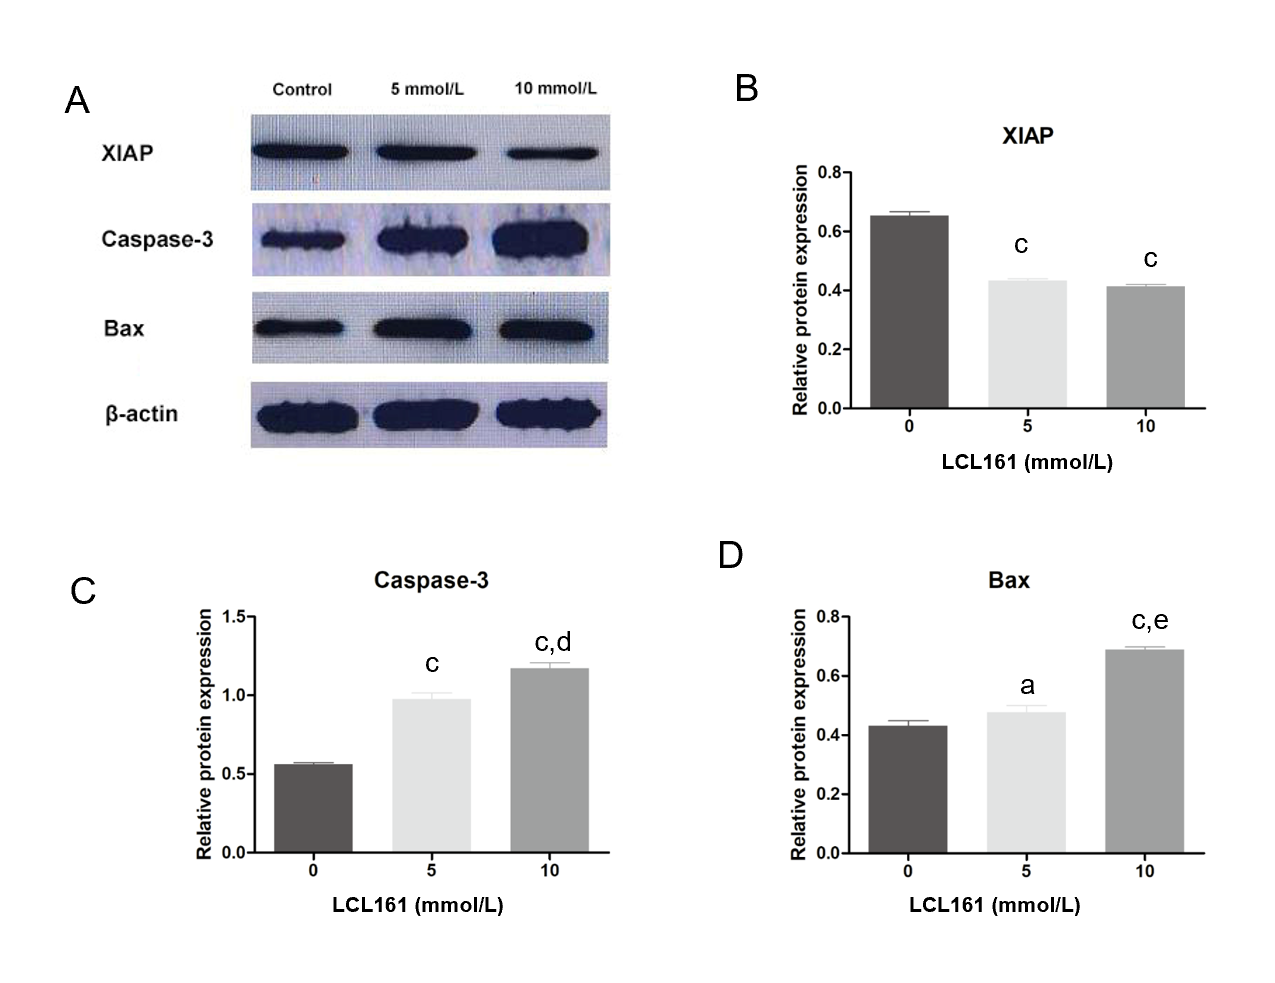 A
Control 5 mmol/L 10 mmol/L
XIAP
Caspase-3
Bax
β-actin
B
XIAP
Relative protein expression
0.8
0.6
0.4
0.2
0.0
c
c
0 5 10
LCL161 (mmol/L)
C
Caspase-3
Relative protein expression
1.5
1.0
0.5
0.0
c
c,d
0 5 10
LCL161 (mmol/L)
D
Bax
Relative protein expression
0.8
0.6
0.4
0.2
0.0
a
c,e
0 5 10
LCL161 (mmol/L)